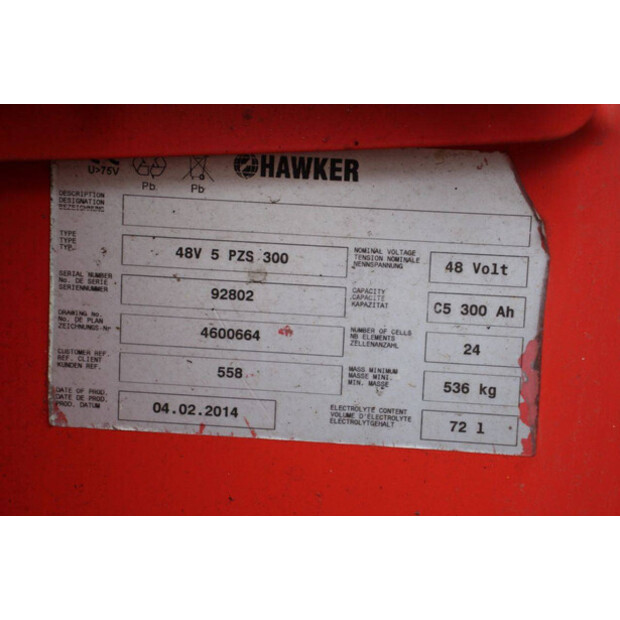 U>75V
Pb
Pb
HAWKER
DESCRIPTION
DESIGNATION
TYPE
TYPE
TYP
48V 5 PZS 300
NOMINAL VOLTAGE
TENSION NOMINALE
NENNSPANNUNG
48 Volt
SERIAL NUMBER
No. DE SERIE
SERIENNUMMER
92802
CAPACITY
CAPACITE
KAPAZITAT
C5 300 Ah
DRAWING No.
No. DE PLAN
ZEICHNUNGS-Nr
4600664
NUMBER OF CELLS
NB ELEMENTS
ZELLENANZAHL
24
CUSTOMER REF.
REF. CLIENT
KUNDEN REF.
558
MASS MINIMUM
MASSE MINI.
MIN. MASSE
536 kg
DATE OF PROD.
DATE DE PROD.
PROD. DATUM
04.02.2014
ELECTROLYTE CONTENT
VOLUME D'ELECTROLYTE
ELECTROLYTGEHALT
72 l